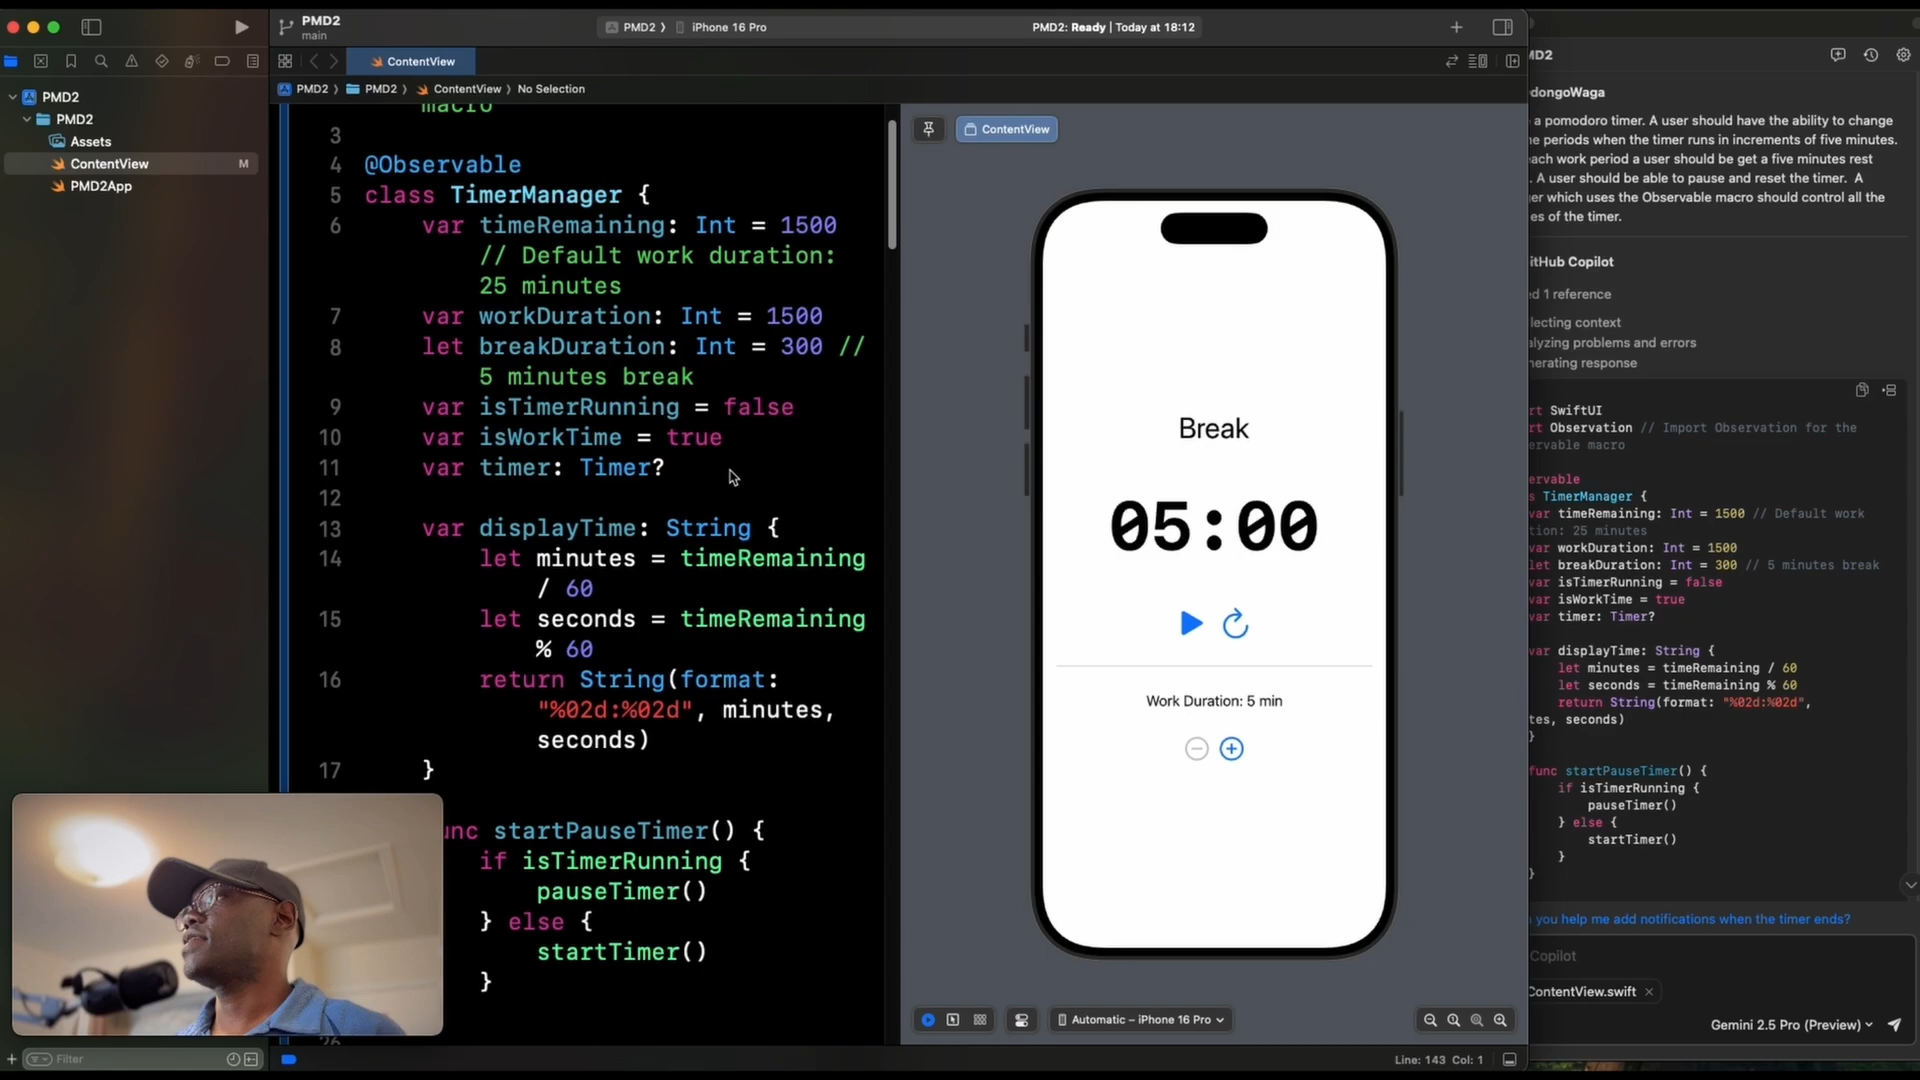 PMD2
main
PMD2
iPhone 16 Pro
PMD2: Ready | Today at 18:12
ContentView
PMD2
PMD2
ContentView
No Selection
PMD2
PMD2
Assets
ContentView
M
PMD2App
Filter
macro
3
4 @Observable
5 class TimerManager {
6 var timeRemaining: Int = 1500
// Default work duration:
25 minutes
7 var workDuration: Int = 1500
8 let breakDuration: Int = 300 //
5 minutes break
9 var isTimerRunning = false
10 var isWorkTime = true
11 var timer: Timer?
12
13 var displayTime: String {
14 let minutes = timeRemaining
/ 60
15 let seconds = timeRemaining
% 60
16 return String(format:
"%02d:%02d", minutes,
seconds)
17 }
unc startPauseTimer() {
if isTimerRunning {
pauseTimer()
} else {
startTimer()
}
ContentView
Break
05:00
Work Duration: 5 min
Automatic – iPhone 16 Pro
Line: 143 Col: 1
MD2
dongoWaga
a pomodoro timer. A user should have the ability to change
e periods when the timer runs in increments of five minutes.
ach work period a user should be get a five minutes rest
. A user should be able to pause and reset the timer. A
er which uses the Observable macro should control all the
es of the timer.
itHub Copilot
ed 1 reference
lecting context
alyzing problems and errors
nerating response
rt SwiftUI
rt Observation // Import Observation for the
ervable macro
servable
s TimerManager {
var timeRemaining: Int = 1500 // Default work
tion: 25 minutes
var workDuration: Int = 1500
let breakDuration: Int = 300 // 5 minutes break
var isTimerRunning = false
var isWorkTime = true
var timer: Timer?
var displayTime: String {
let minutes = timeRemaining / 60
let seconds = timeRemaining % 60
return String(format: "%02d:%02d",
tes, seconds)
}
func startPauseTimer() {
if isTimerRunning {
pauseTimer()
} else {
startTimer()
}
}
you help me add notifications when the timer ends?
Copilot
ContentView.swift
Gemini 2.5 Pro (Preview)